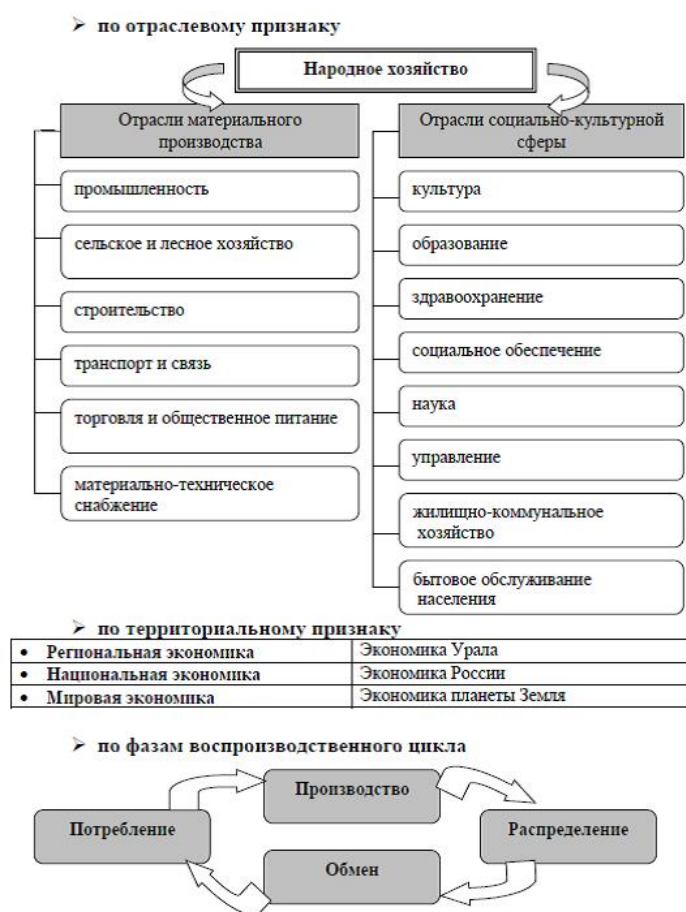 ➢ по отраслевому признаку
Народное хозяйство
Отрасли материального
производства
промышленность
сельское и лесное хозяйство
строительство
транспорт и связь
торговля и общественное питание
материально-техническое
снабжение
Отрасли социально-культурной
сферы
культура
образование
здравоохранение
социальное обеспечение
наука
управление
жилищно-коммунальное
хозяйство
бытовое обслуживание
населения
➢ по территориальному признаку
• Региональная экономика Экономика Урала
• Национальная экономика Экономика России
• Мировая экономика Экономика планеты Земля
➢ по фазам воспроизводственного цикла
Производство
Потребление
Распределение
Обмен